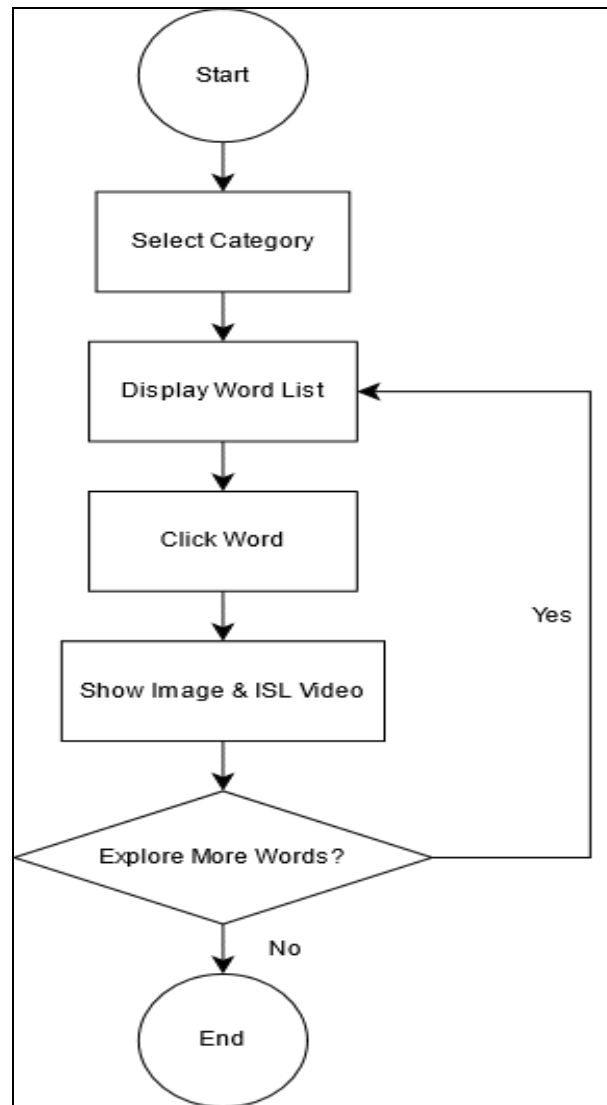 Start
Select Category
Display Word List
Click Word
Yes
Show Image & ISL Video
Explore More Words?
No
End